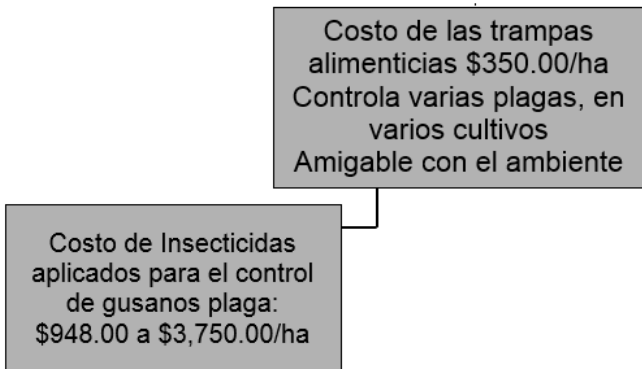 Costo de las trampas
alimenticias $350.00/ha
Controla varias plagas, en
varios cultivos
Amigable con el ambiente
Costo de Insecticidas
aplicados para el control
de gusanos plaga:
$948.00 a $3,750.00/ha